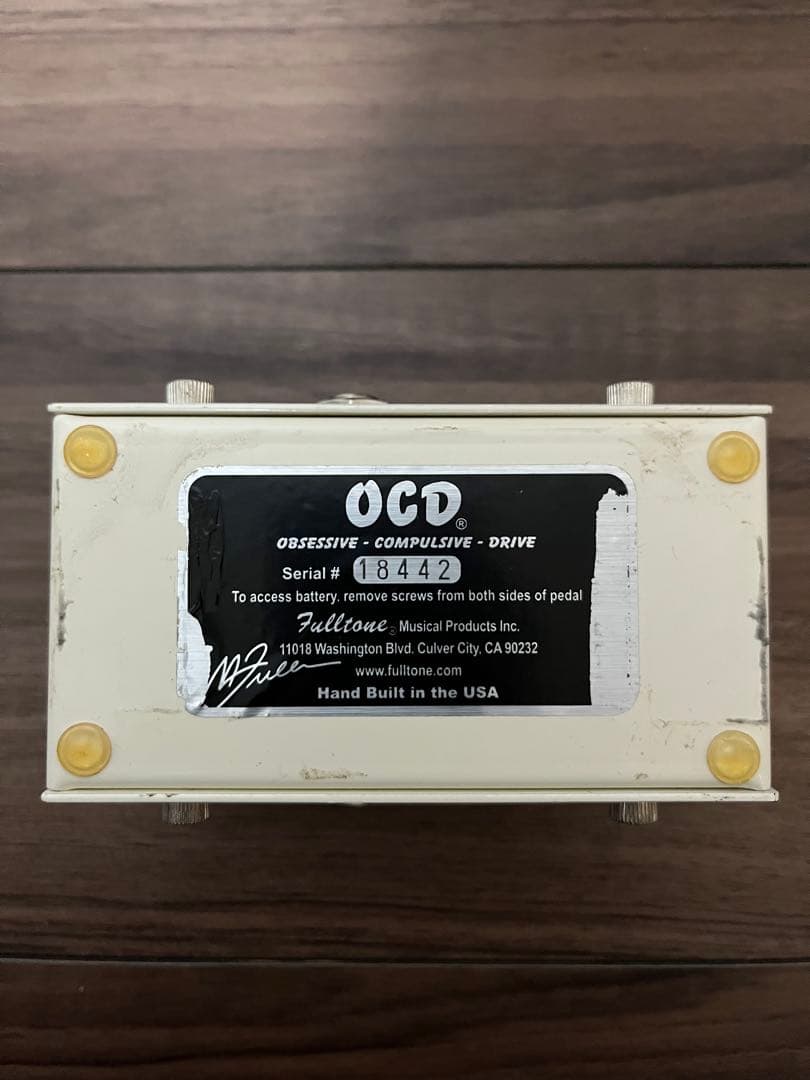 OCD®
OBSESSIVE - COMPULSIVE - DRIVE
Serial # 18442
To access battery, remove screws from both sides of pedal
Fulltone® Musical Products Inc.
11018 Washington Blvd. Culver City, CA 90232
www.fulltone.com
M Fuller
Hand Built in the USA